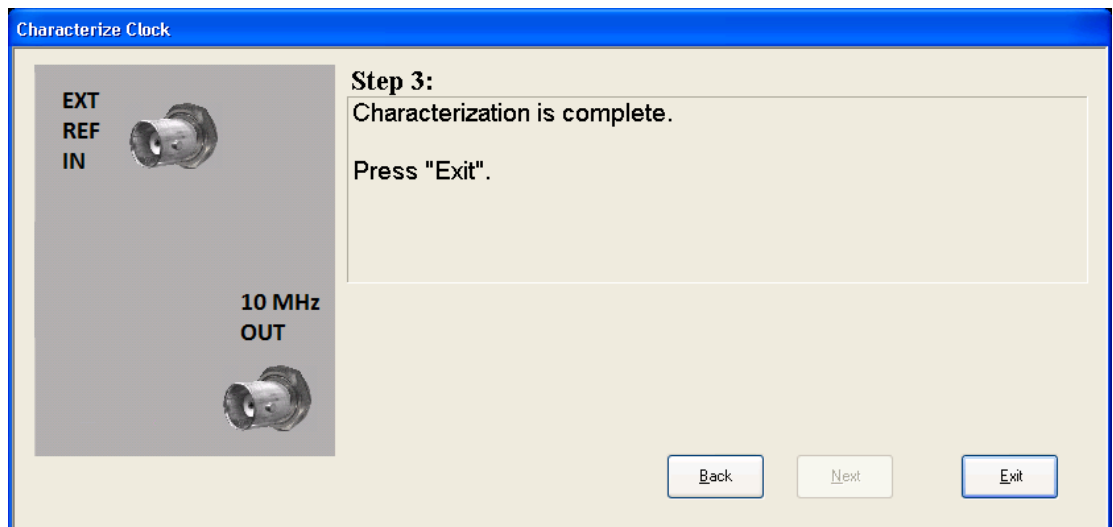 Characterize Clock
EXT
REF
IN
10 MHz
OUT
Step 3:
Characterization is complete.
Press "Exit".
Back
Next
Exit